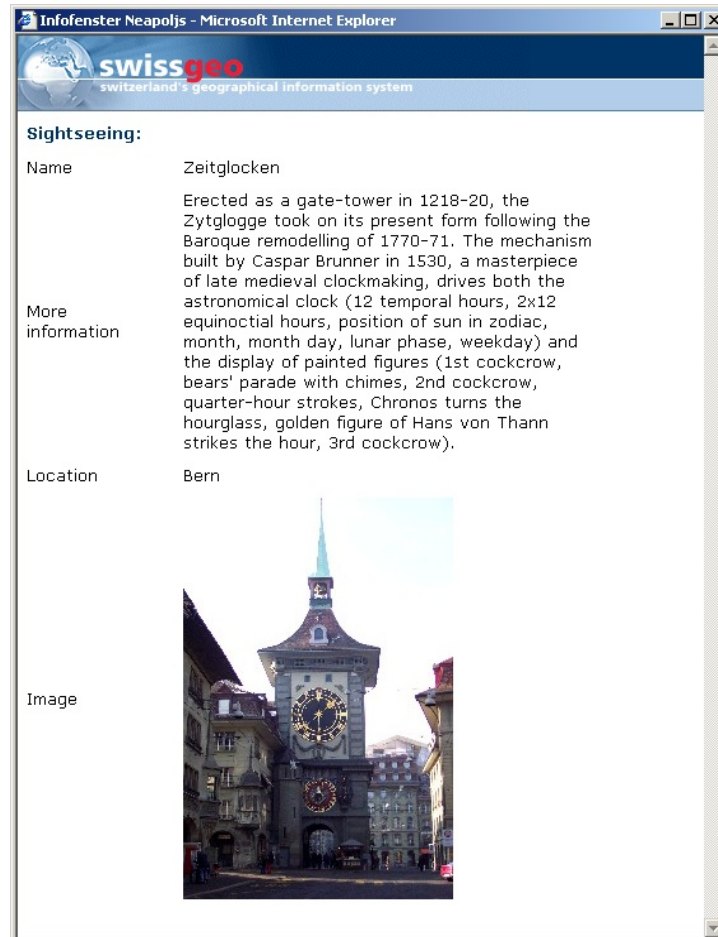 Infofenster Neapoljs - Microsoft Internet Explorer
swissgeo
switzerland's geographical information system
Sightseeing:
Name Zeitglocken
More
information
Erected as a gate-tower in 1218-20, the
Zytglogge took on its present form following the
Baroque remodelling of 1770-71. The mechanism
built by Caspar Brunner in 1530, a masterpiece
of late medieval clockmaking, drives both the
astronomical clock (12 temporal hours, 2x12
equinoctial hours, position of sun in zodiac,
month, month day, lunar phase, weekday) and
the display of painted figures (1st cockcrow,
bears' parade with chimes, 2nd cockcrow,
quarter-hour strokes, Chronos turns the
hourglass, golden figure of Hans von Thann
strikes the hour, 3rd cockcrow).
Location Bern
Image